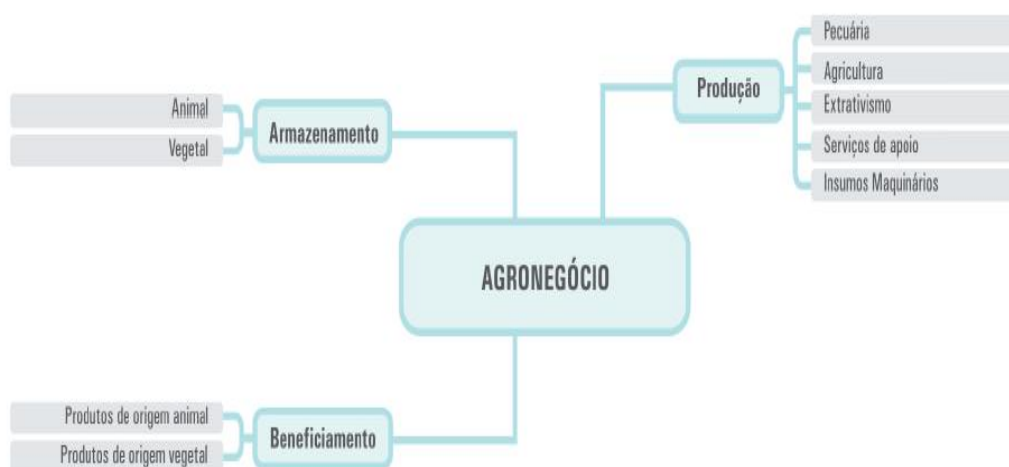 Animal
Vegetal
Armazenamento
Produção
Pecuária
Agricultura
Extrativismo
Serviços de apoio
Insumos Maquinários
AGRONEGÓCIO
Produtos de origem animal
Produtos de origem vegetal
Beneficiamento